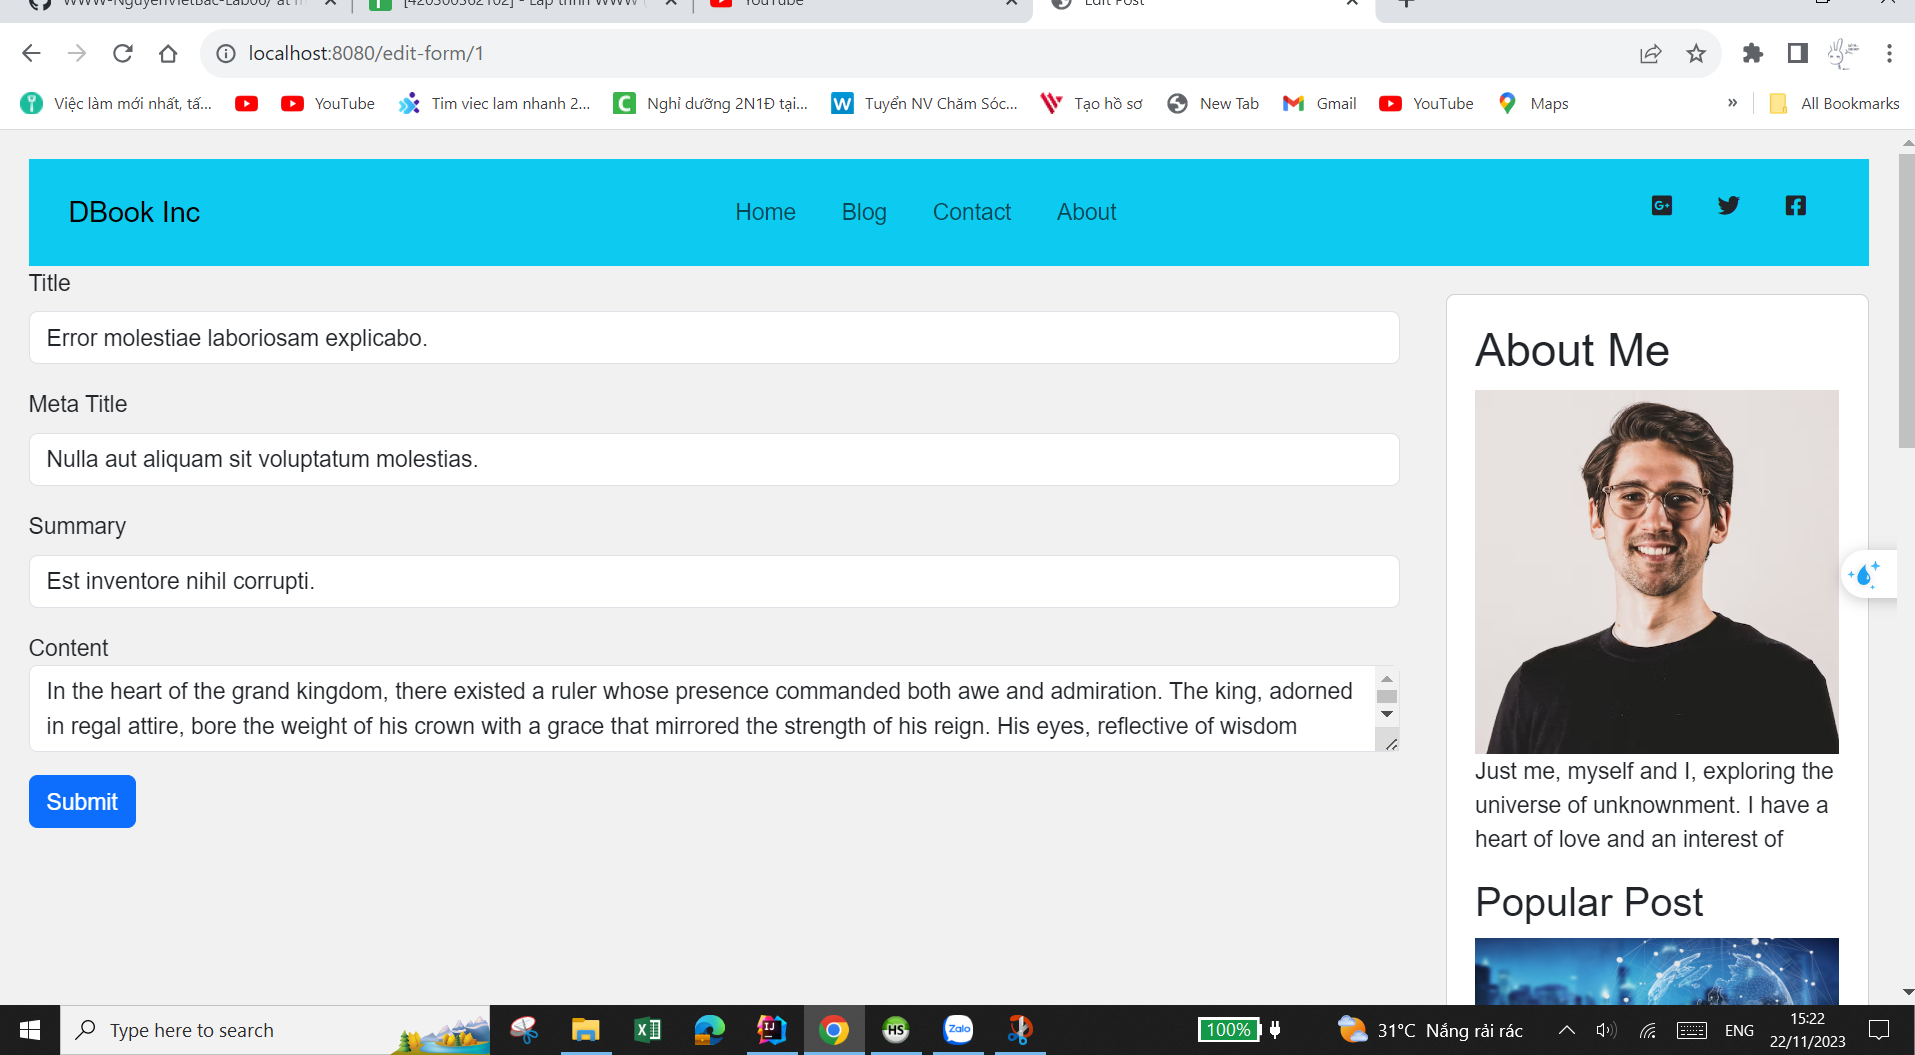 WWW-NguyenVietBac-Lab06/ at m
[420300362102] - Lập trình WWW (
YouTube
Edit Post
localhost:8080/edit-form/1
Việc làm mới nhất, tấ...
YouTube
Tim viec lam nhanh 2...
Nghỉ dưỡng 2N1Đ tại...
Tuyển NV Chăm Sóc...
Tạo hồ sơ
New Tab
Gmail
YouTube
Maps
»
All Bookmarks
DBook Inc
Home
Blog
Contact
About
Title
Error molestiae laboriosam explicabo.
Meta Title
Nulla aut aliquam sit voluptatum molestias.
Summary
Est inventore nihil corrupti.
Content
In the heart of the grand kingdom, there existed a ruler whose presence commanded both awe and admiration. The king, adorned
in regal attire, bore the weight of his crown with a grace that mirrored the strength of his reign. His eyes, reflective of wisdom
Submit
About Me
Just me, myself and I, exploring the
universe of unknownment. I have a
heart of love and an interest of
Popular Post
Type here to search
HS
Zalo
100%
31°C Nắng rải rác
ENG
15:22
22/11/2023